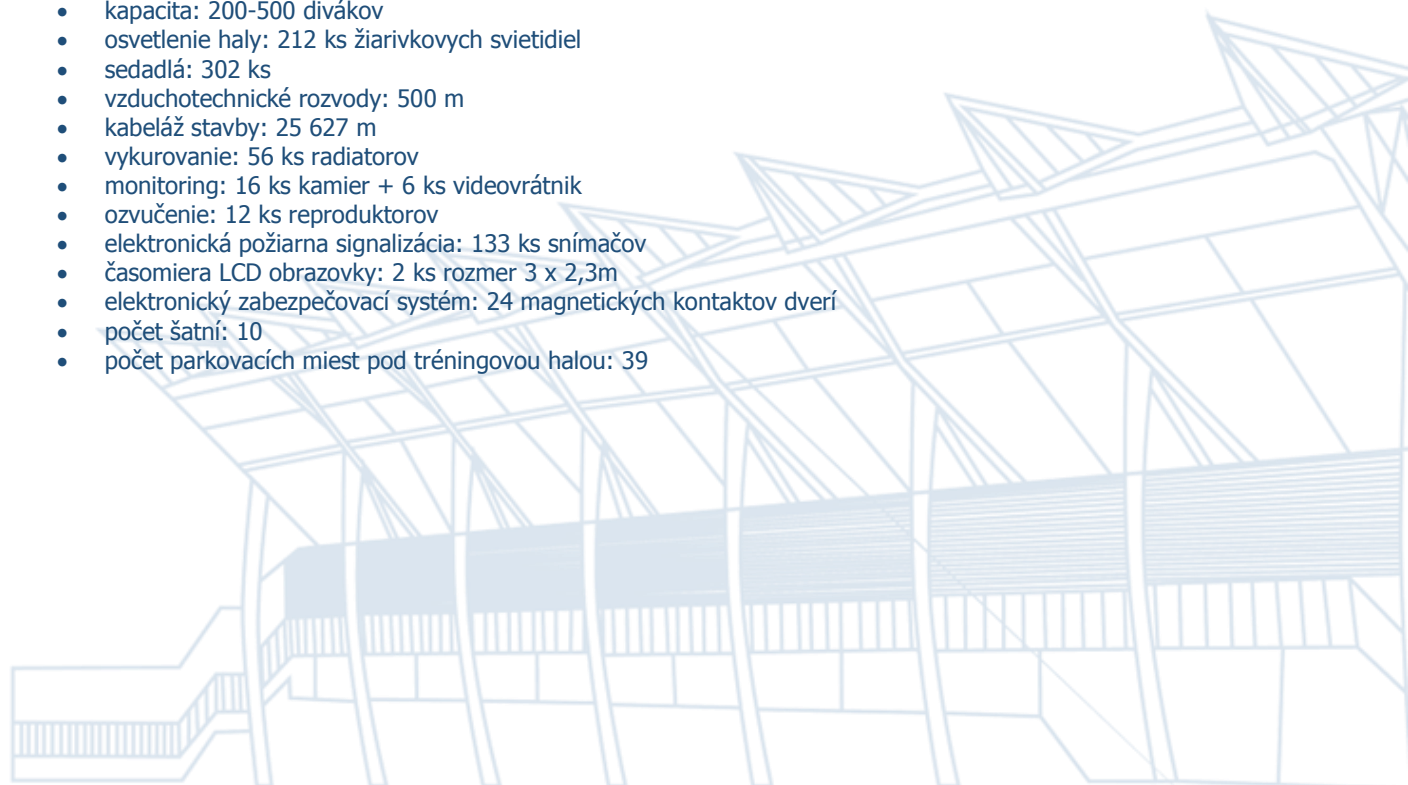 • kapacita: 200-500 divákov
• osvetlenie haly: 212 ks žiarivkovych svietidiel
• sedadlá: 302 ks
• vzduchotechnické rozvody: 500 m
• kabeláž stavby: 25 627 m
• vykurovanie: 56 ks radiatorov
• monitoring: 16 ks kamier + 6 ks videovrátnik
• ozvučenie: 12 ks reproduktorov
• elektronická požiarna signalizácia: 133 ks snímačov
• časomiera LCD obrazovky: 2 ks rozmer 3 x 2,3m
• elektronický zabezpečovací systém: 24 magnetických kontaktov dverí
• počet šatní: 10
• počet parkovacích miest pod tréningovou halou: 39